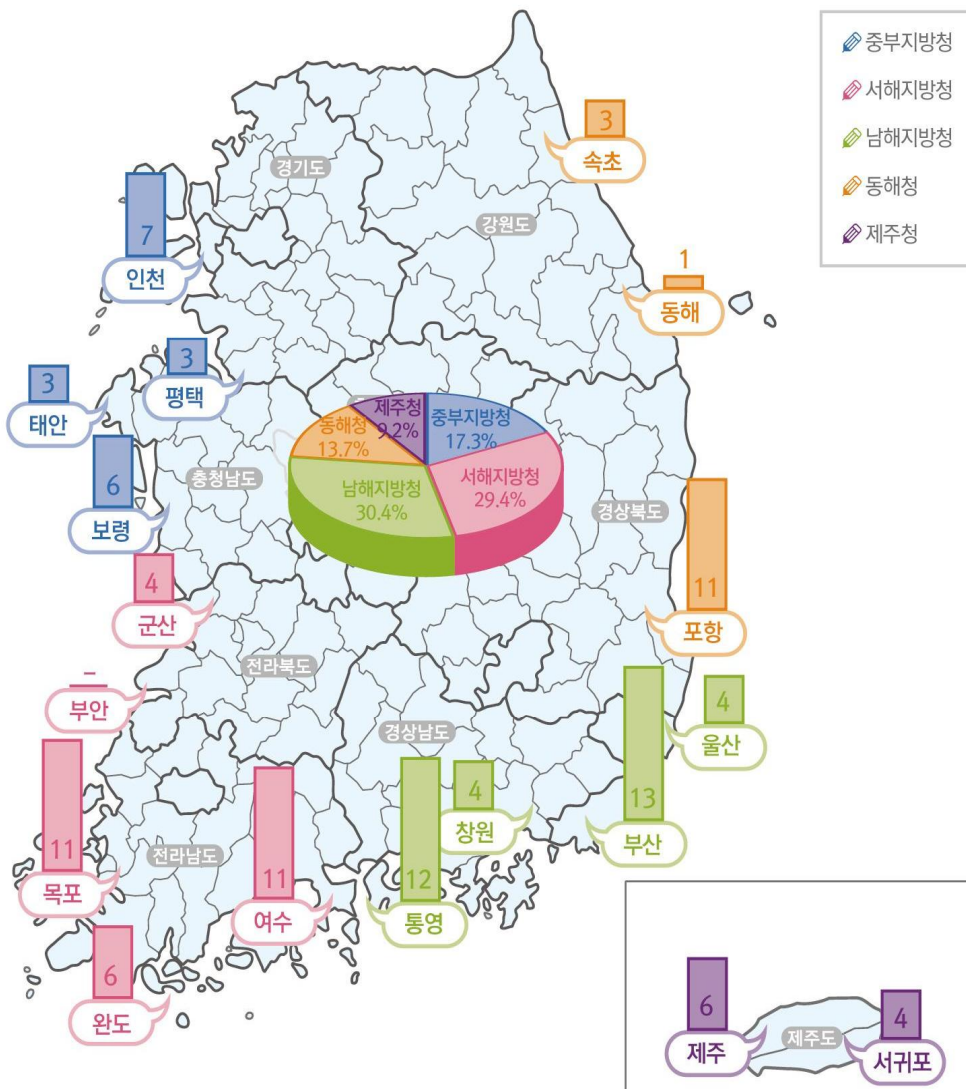 중부지방청
서해지방청
남해지방청
동해청
제주청
3
속초
경기도
7
인천
강원도
1
동해
3
평택
3
태안
제주청
9.2%
중부지방청
17.3%
동해청
13.7%
서해지방청
29.4%
남해지방청
30.4%
6
보령
충청남도
경상북도
11
포항
4
군산
전라북도
–
부안
경상남도
4
울산
13
부산
4
창원
12
통영
11
여수
11
목포
전라남도
6
완도
6
제주
제주도
4
서귀포